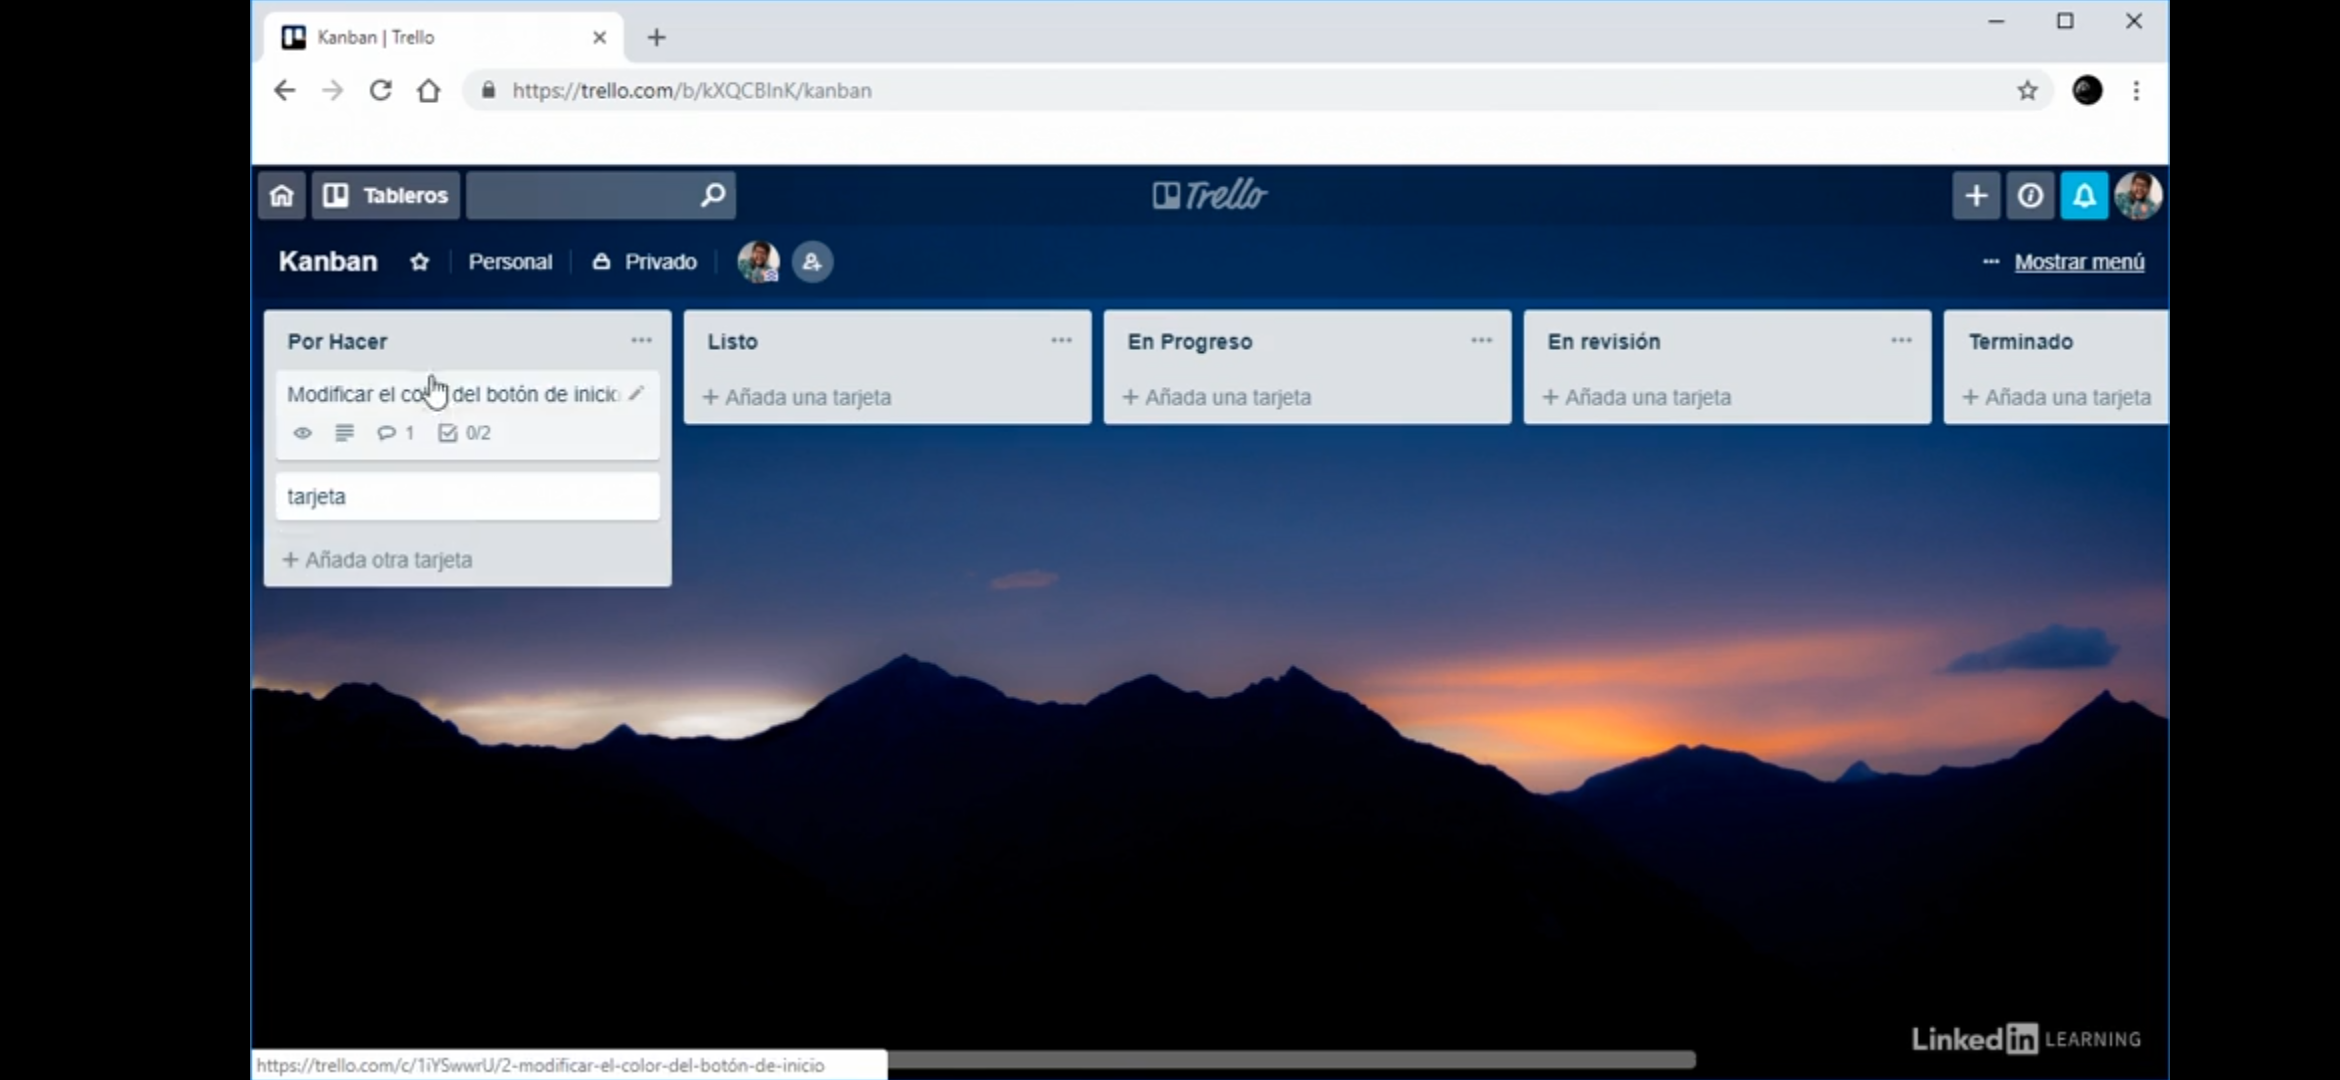 Kanban | Trello
https://trello.com/b/kXQCBInK/kanban
Tableros
Trello
Kanban
Personal
Privado
Mostrar menú
Por Hacer
Modificar el co del botón de inicio
1
0/2
tarjeta
+ Añada otra tarjeta
Listo
+ Añada una tarjeta
En Progreso
+ Añada una tarjeta
En revisión
+ Añada una tarjeta
Terminado
+ Añada una tarjeta
LinkedIn LEARNING
https://trello.com/c/1iYSwwrU/2-modificar-el-color-del-botón-de-inicio